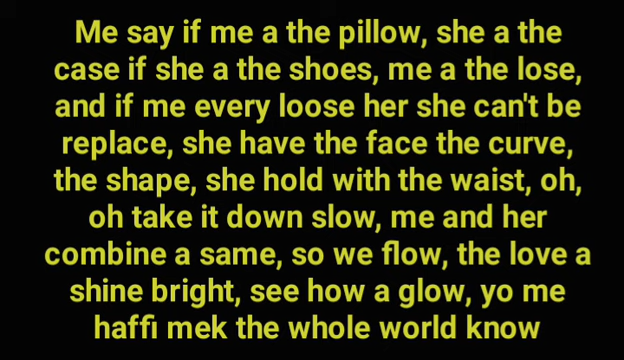 Me say if me a the pillow, she a the
case if she a the shoes, me a the lose,
and if me every loose her she can't be
replace, she have the face the curve,
the shape, she hold with the waist, oh,
oh take it down slow, me and her
combine a same, so we flow, the love a
shine bright, see how a glow, yo me
haffi mek the whole world know